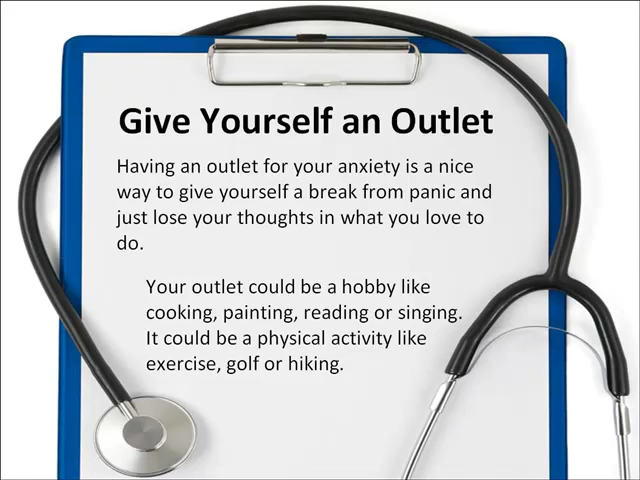 Give Yourself an Outlet
Having an outlet for your anxiety is a nice
way to give yourself a break from panic and
just lose your thoughts in what you love to
do.
Your outlet could be a hobby like
cooking, painting, reading or singing.
It could be a physical activity like
exercise, golf or hiking.